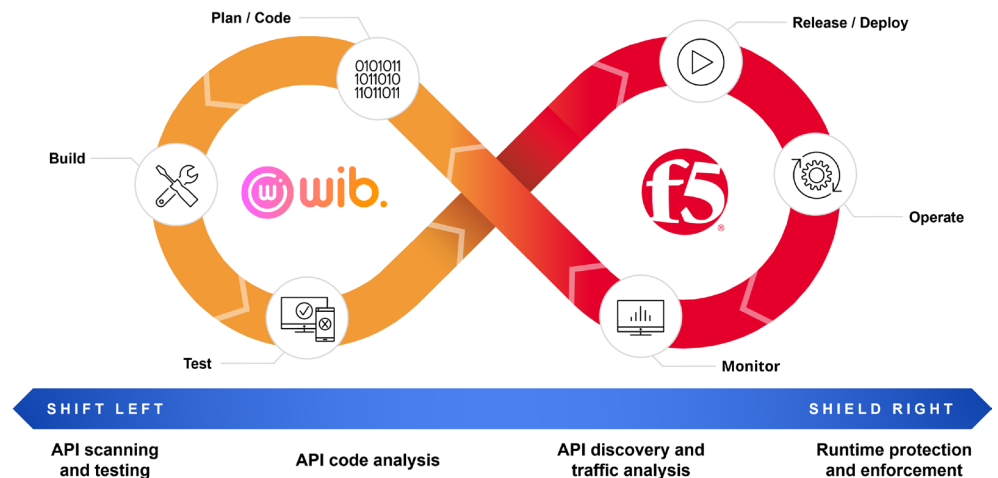 Plan / Code
Release / Deploy
0101011
1011010
11011011
Build
w
wib.
f5
®
Operate
Test
Monitor
SHIFT LEFT
SHIELD RIGHT
API scanning
and testing
API code analysis
API discovery and
traffic analysis
Runtime protection
and enforcement